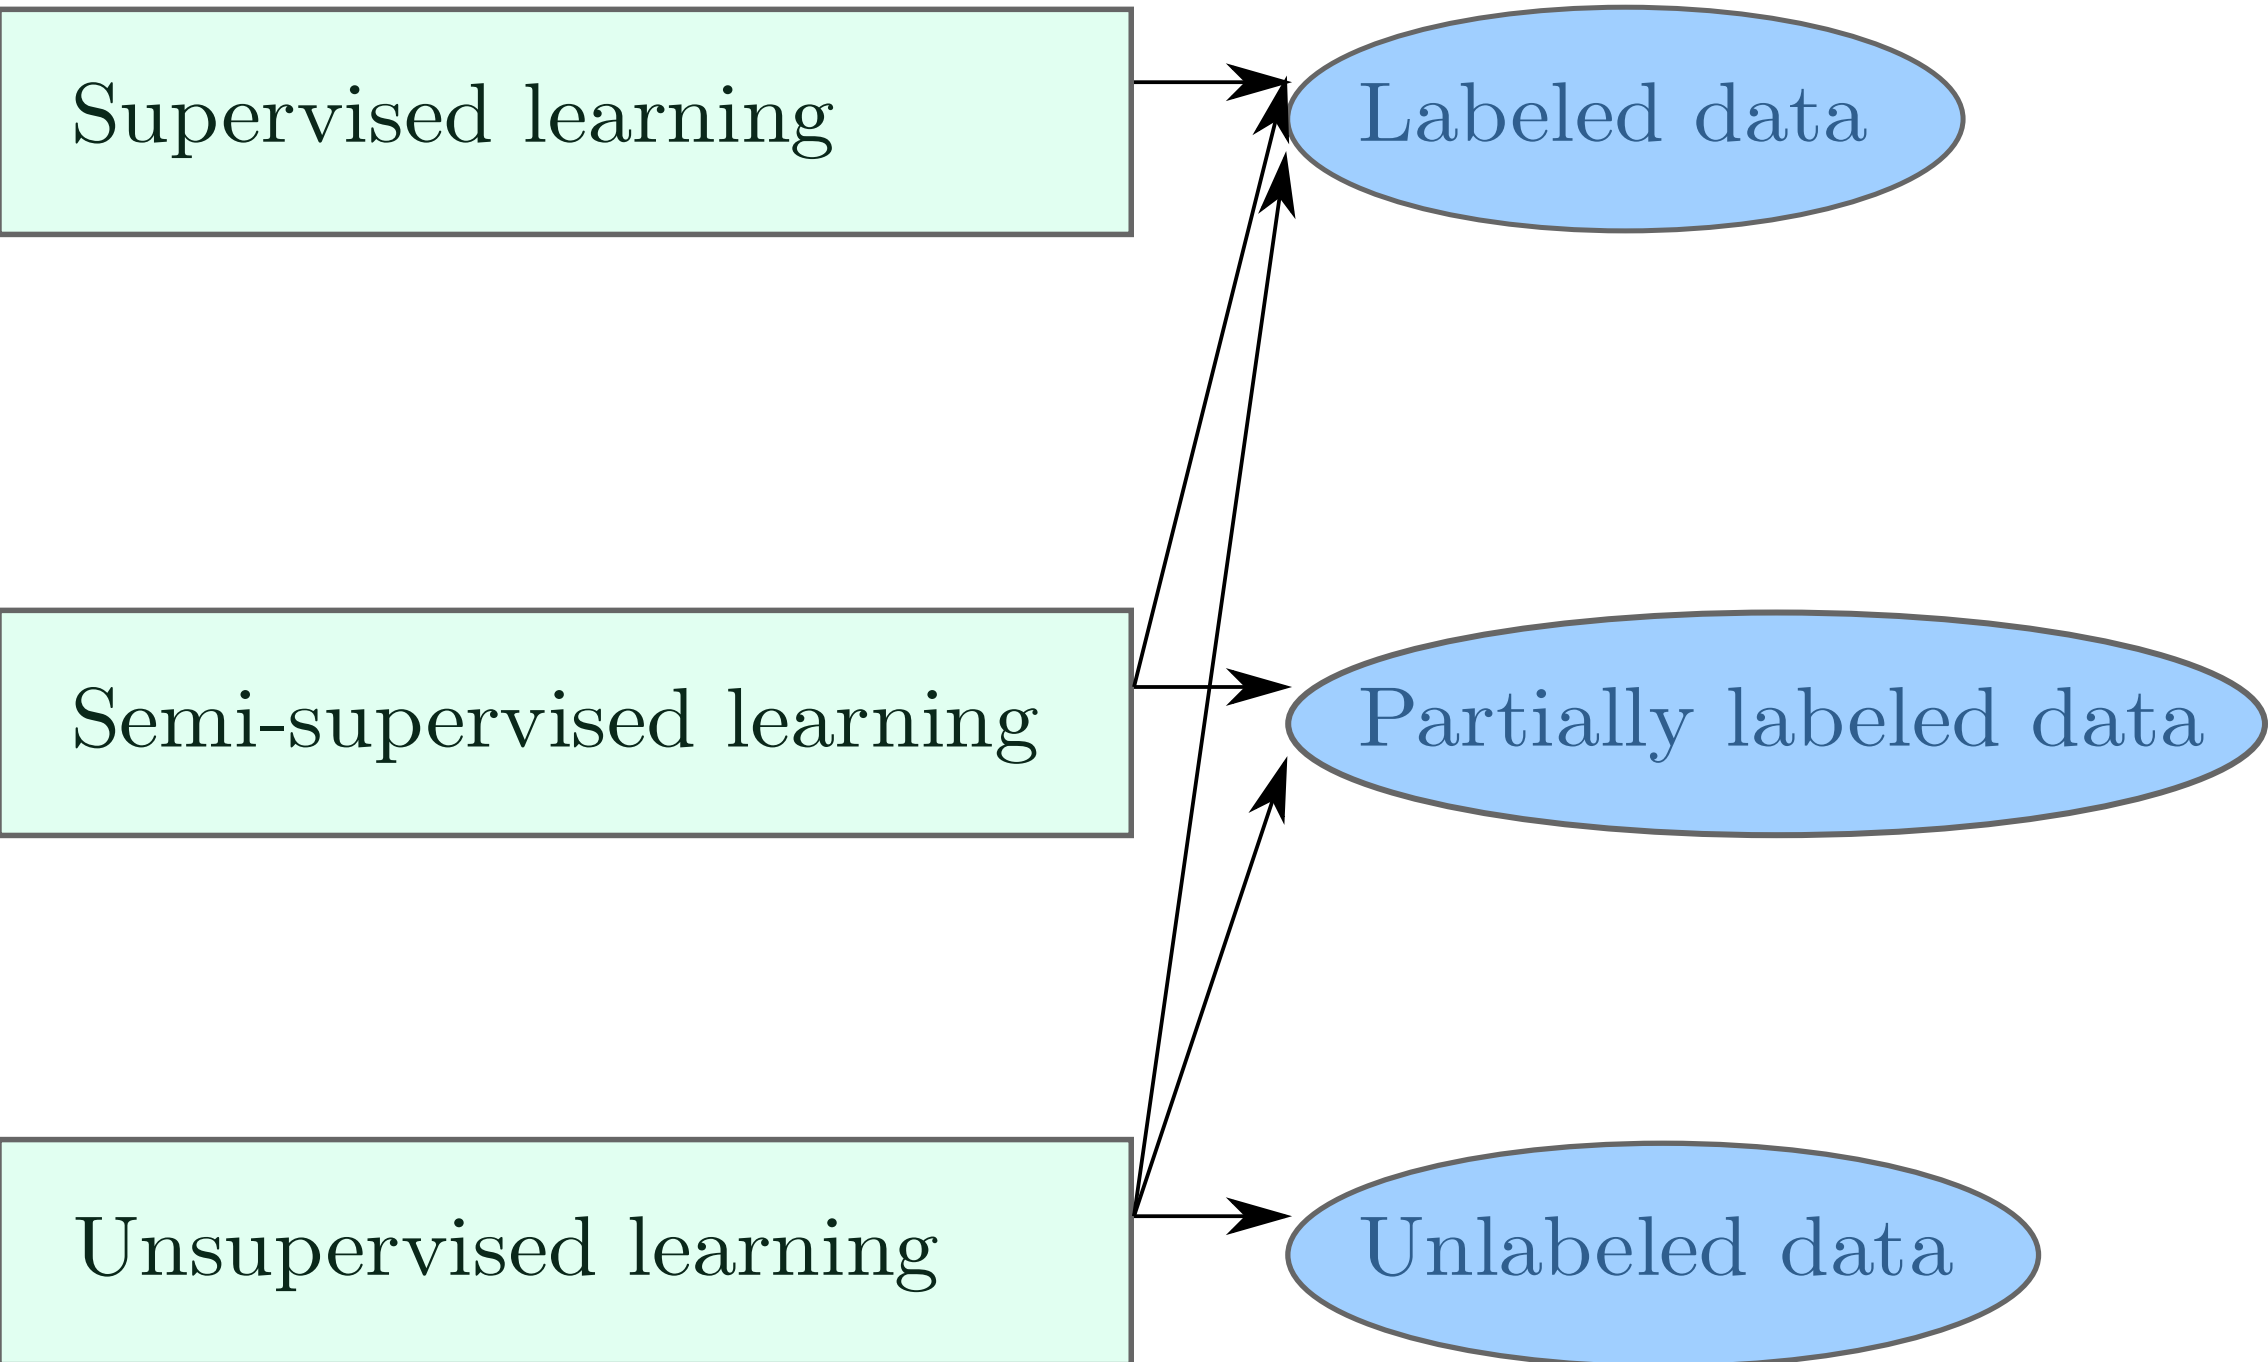 Supervised learning
Labeled data
Semi-supervised learning
Partially labeled data
Unsupervised learning
Unlabeled data